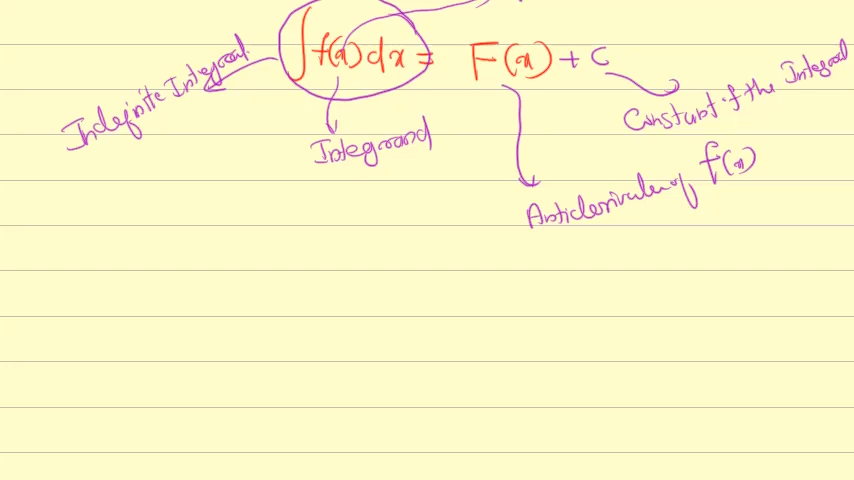 ∫f(x)dx = F(x) + C
Indefinite Integral
Integrand
Constant of the Integral
Antiderivative of f(x)